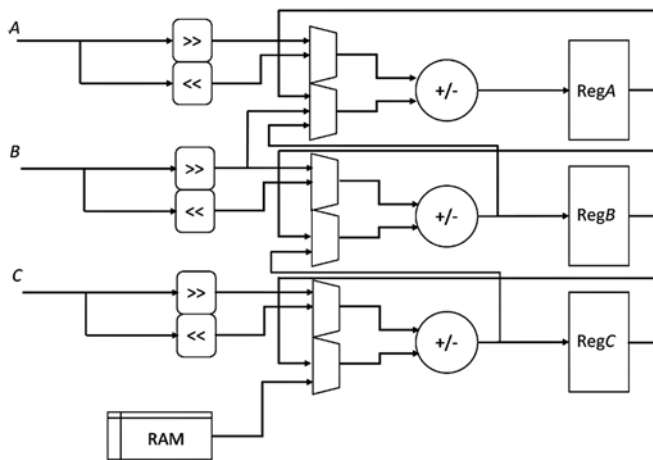 A
>>
<<
+/-
RegA
B
>>
<<
+/-
RegB
C
>>
<<
+/-
RegC
RAM